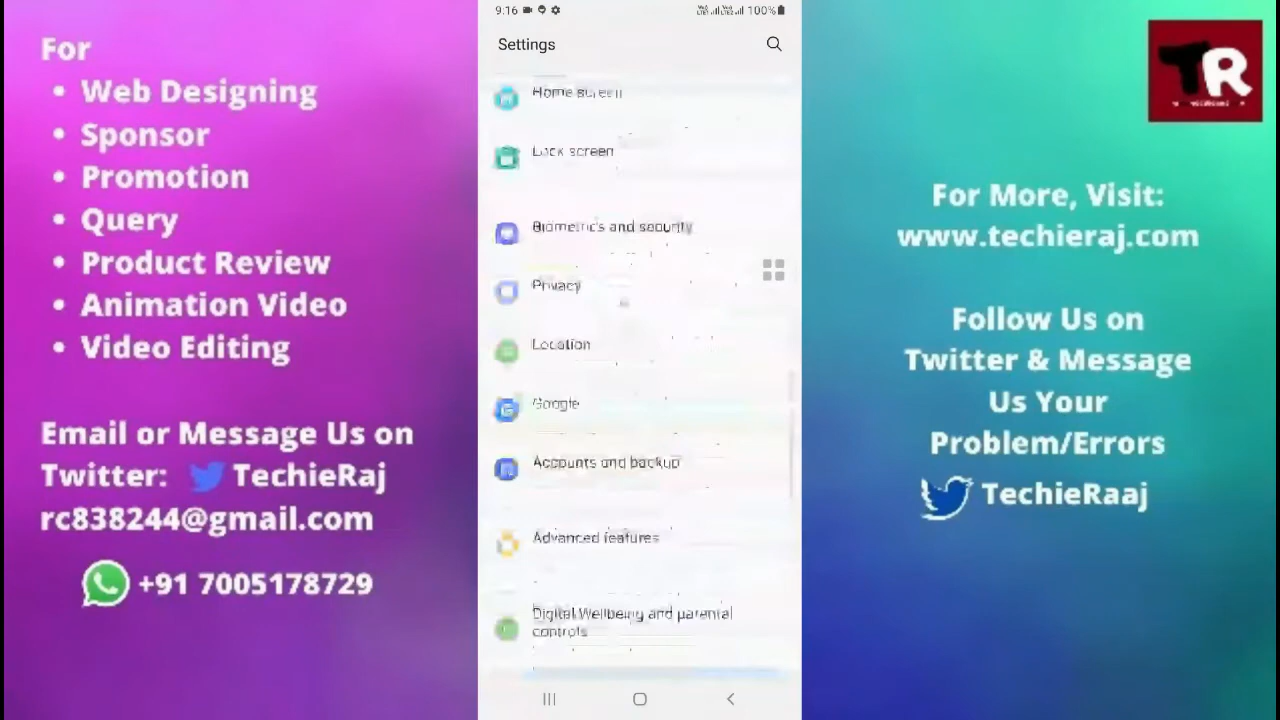 For
• Web Designing
• Sponsor
• Promotion
• Query
• Product Review
• Animation Video
• Video Editing
Email or Message Us on
Twitter: TechieRaj
rc838244@gmail.com
+91 7005178729
9:16
100%
Settings
Home screen
Lock screen
Biometrics and security
Privacy
Location
Google
Accounts and backup
Advanced features
Digital Wellbeing and parental
controls
TR
For More, Visit:
www.techieraj.com
Follow Us on
Twitter & Message
Us Your
Problem/Errors
TechieRaaj